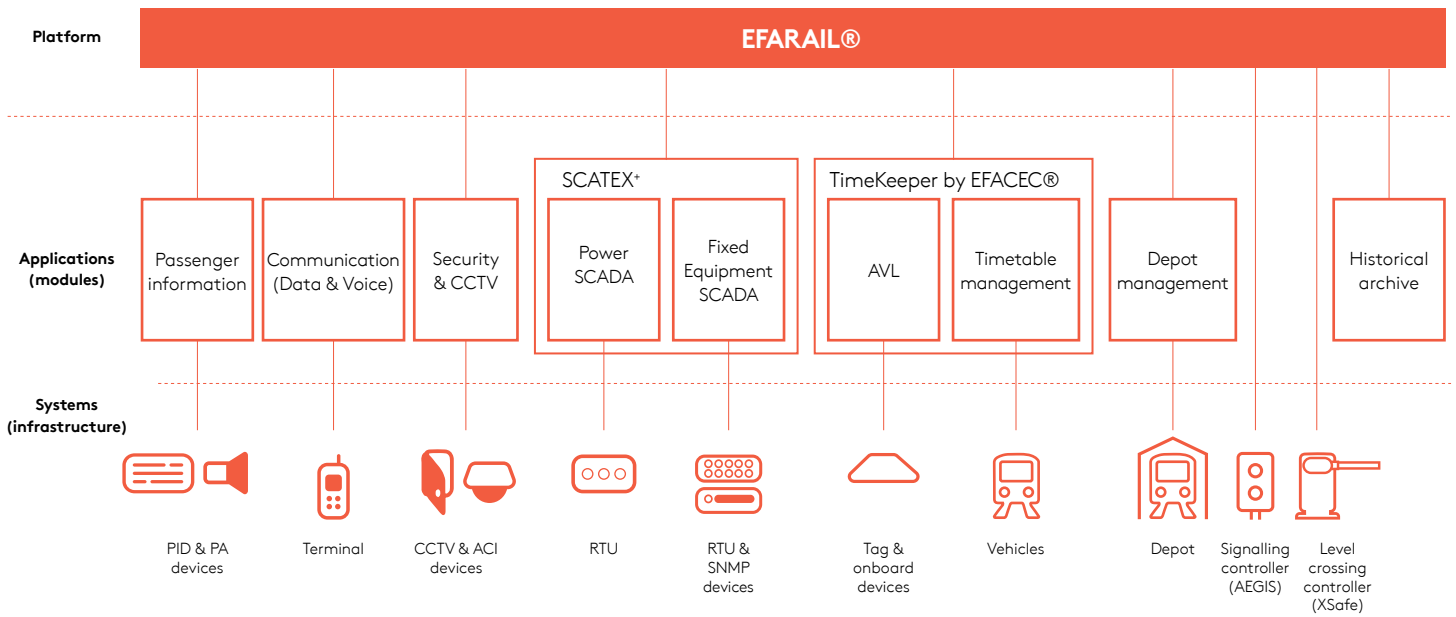 Platform
EFARAIL®
SCATEX⁺
TimeKeeper by EFACEC®
Applications
(modules)
Passenger
information
Communication
(Data & Voice)
Security
& CCTV
Power
SCADA
Fixed
Equipment
SCADA
AVL
Timetable
management
Depot
management
Historical
archive
Systems
(infrastructure)
PID & PA
devices
Terminal
CCTV & ACI
devices
RTU
RTU &
SNMP
devices
Tag &
onboard
devices
Vehicles
Depot
Signalling
controller
(AEGIS)
Level
crossing
controller
(XSafe)